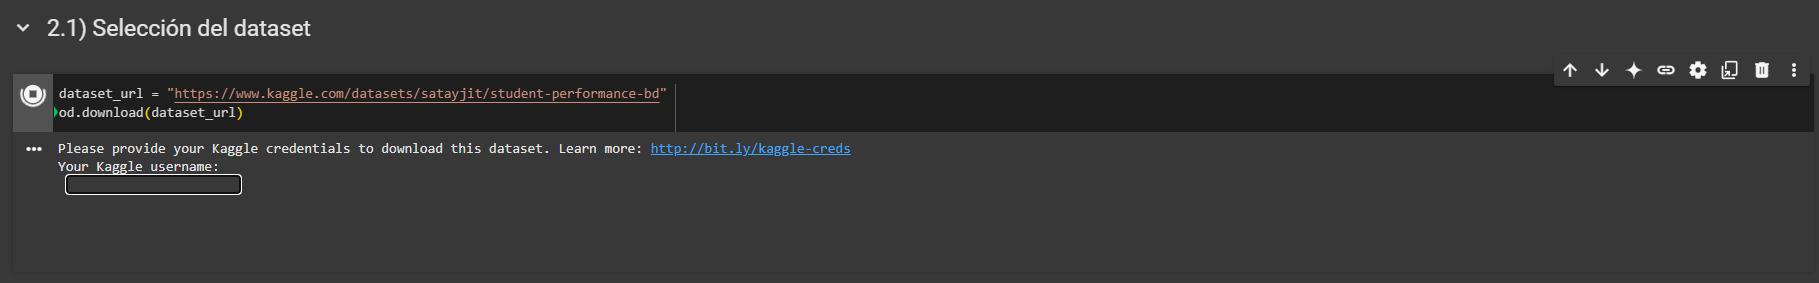 2.1) Selección del dataset
dataset_url = "https://www.kaggle.com/datasets/satayjit/student-performance-bd"
od.download(dataset_url)
Please provide your Kaggle credentials to download this dataset. Learn more: http://bit.ly/kaggle-creds
Your Kaggle username: